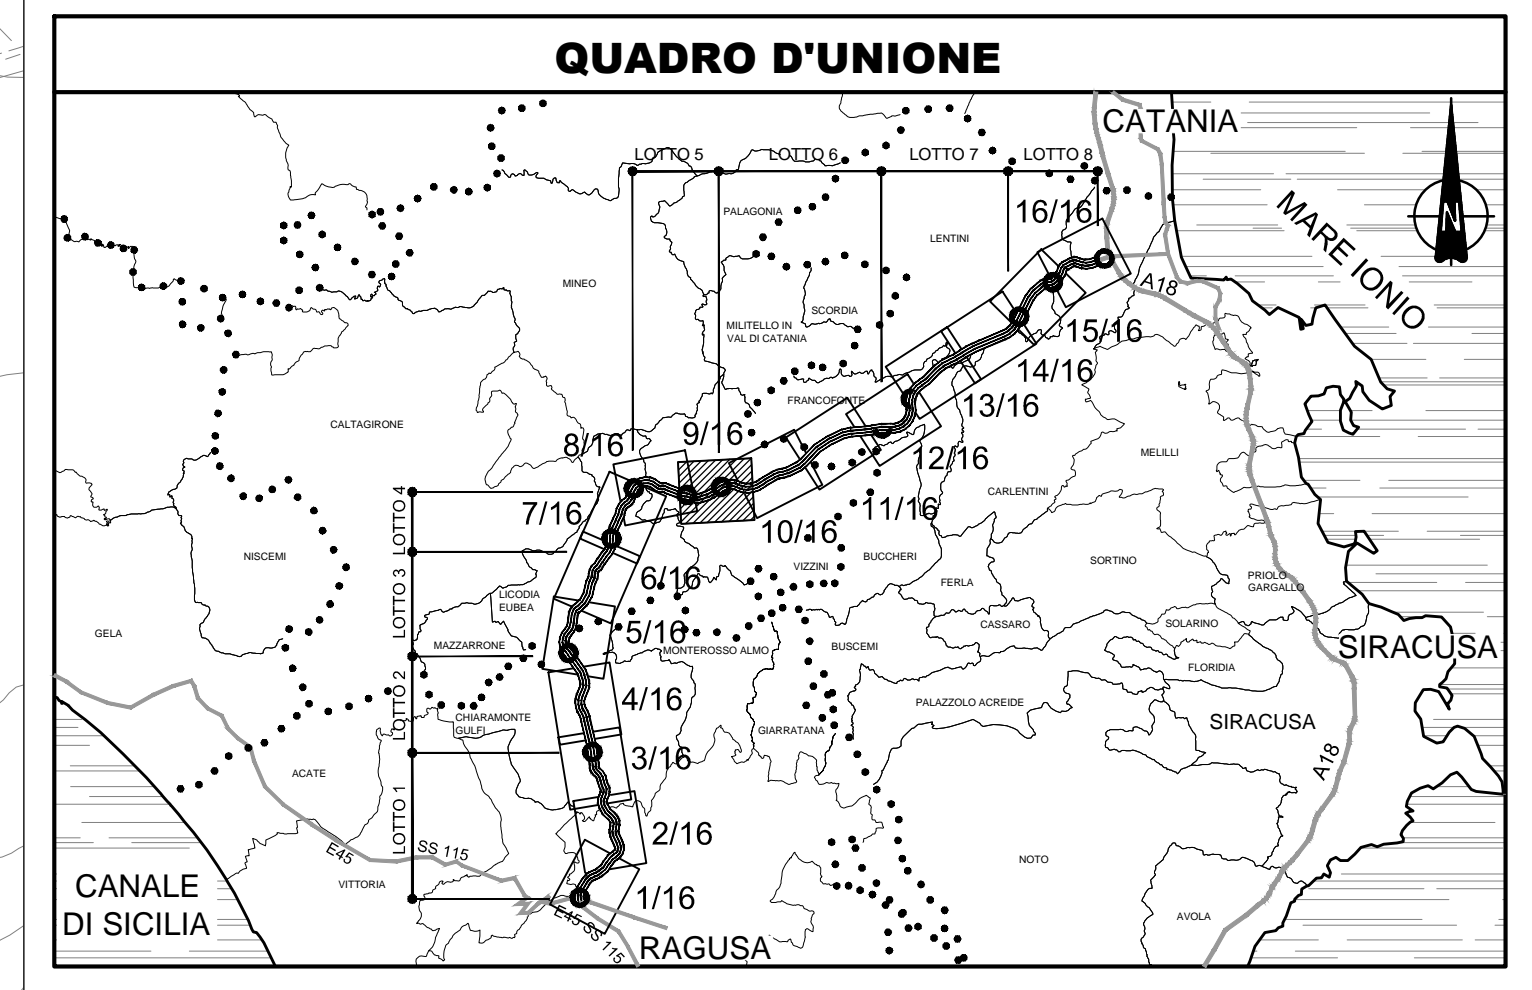 QUADRO D'UNIONE
CATANIA
LOTTO 5
LOTTO 6
LOTTO 7
LOTTO 8
MARE IONIO
N
16/16
PALAGONIA
LENTINI
MINEO
A18
SCORDIA
MILITELLO IN
VAL DI CATANIA
15/16
14/16
FRANCOFONTE
13/16
CALTAGIRONE
8/16
9/16
12/16
MELILLI
CARLENTINI
7/16
10/16
11/16
LOTTO 4
NISCEMI
VIZZINI
BUCCHERI
FERLA
SORTINO
PRIOLO
GARGALLO
6/16
LICODIA
EUBEA
LOTTO 3
GELA
MAZZARRONE
5/16
MONTEROSSO ALMO
BUSCEMI
CASSARO
SOLARINO
SIRACUSA
FLORIDIA
4/16
LOTTO 2
CHIARAMONTE
GULFI
GIARRATANA
PALAZZOLO ACREIDE
SIRACUSA
3/16
A18
ACATE
LOTTO 1
2/16
E45
SS 115
NOTO
VITTORIA
CANALE
DI SICILIA
1/16
E45 SS 115
RAGUSA
AVOLA